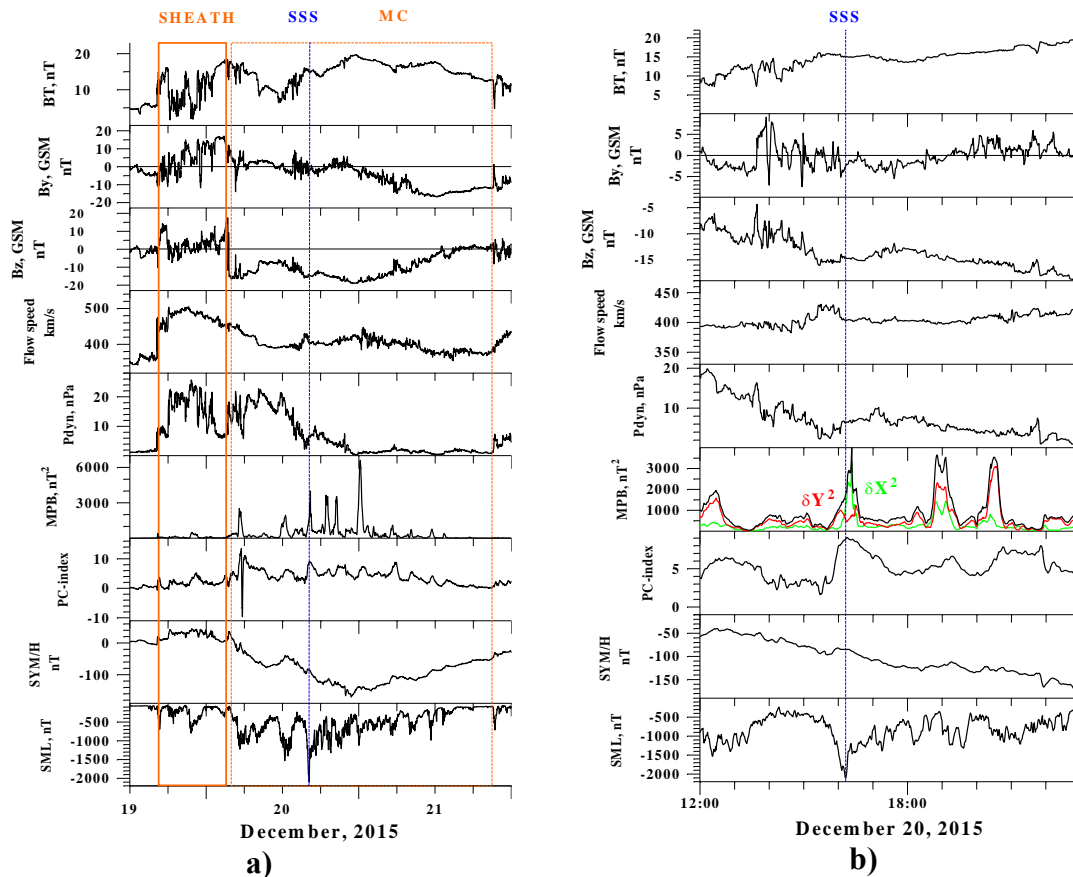 SHEATH SSS MC
BT, nT
20
10
By, GSM
nT
20
10
0
-10
-20
Bz, GSM
nT
20
10
0
-10
-20
Flow speed
km/s
500
400
Pdyn, nPa
20
10
MPB, nT²
6000
3000
PC-index
10
0
-10
SYM/H
nT
0
-100
SML, nT
-500
-1000
-1500
-2000
19 20 21
December, 2015
a)
SSS
BT, nT
20
15
10
5
By, GSM
nT
5
0
-5
Bz, GSM
nT
-5
-10
-15
Flow speed
km/s
450
400
350
Pdyn, nPa
10
MPB, nT²
3000
2000
1000
δY² δX²
PC-index
5
0
SYM/H
nT
-50
-100
-150
SML, nT
-500
-1000
-1500
-2000
12:00 18:00
December 20, 2015
b)